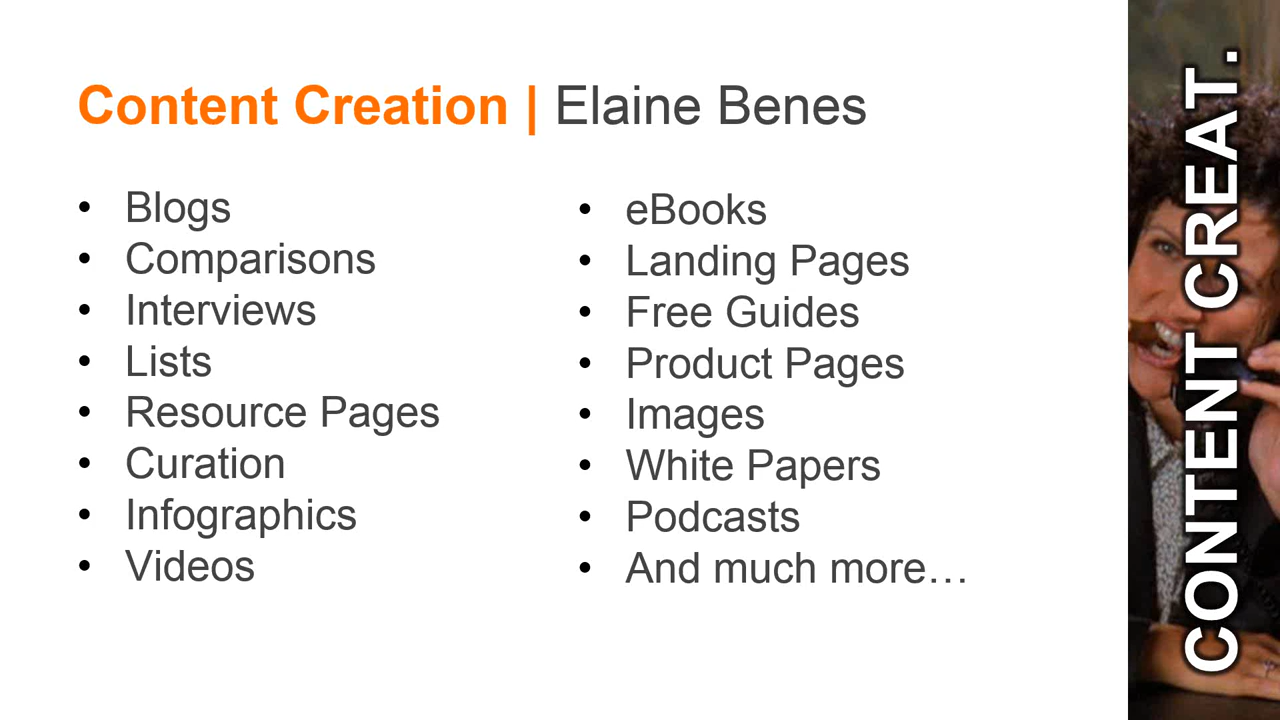 Content Creation | Elaine Benes
• Blogs
• Comparisons
• Interviews
• Lists
• Resource Pages
• Curation
• Infographics
• Videos
• eBooks
• Landing Pages
• Free Guides
• Product Pages
• Images
• White Papers
• Podcasts
• And much more…
CONTENT CREAT.